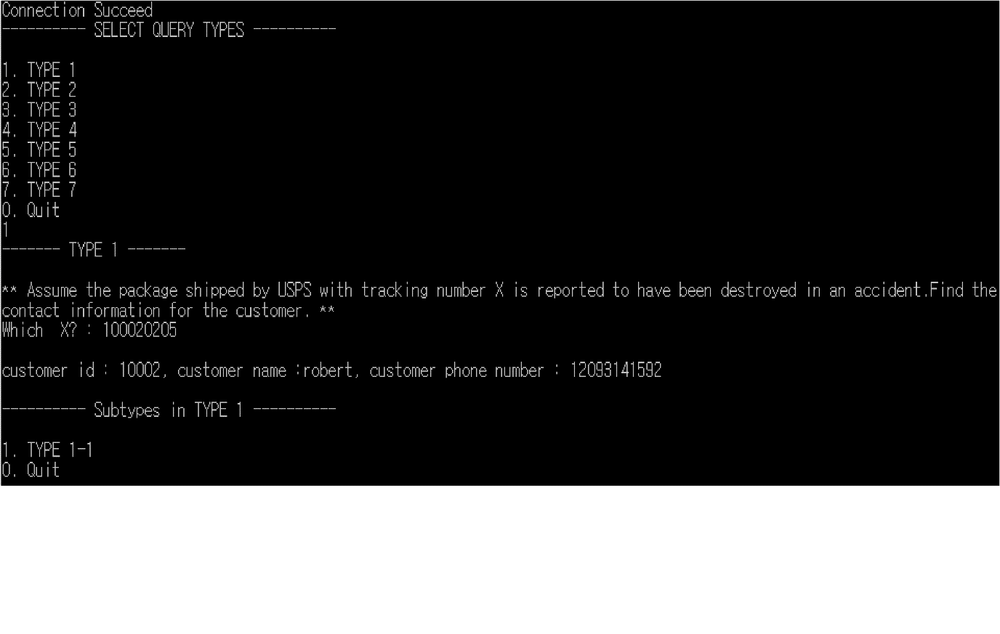 Connection Succeed
---------- SELECT QUERY TYPES ----------
1. TYPE 1
2. TYPE 2
3. TYPE 3
4. TYPE 4
5. TYPE 5
6. TYPE 6
7. TYPE 7
0. Quit
1
------- TYPE 1 -------
** Assume the package shipped by USPS with tracking number X is reported to have been destroyed in an accident.Find the
contact information for the customer. **
Which  X? : 100020205
customer id : 10002, customer name :robert, customer phone number : 12093141592
---------- Subtypes in TYPE 1 ----------
1. TYPE 1-1
0. Quit